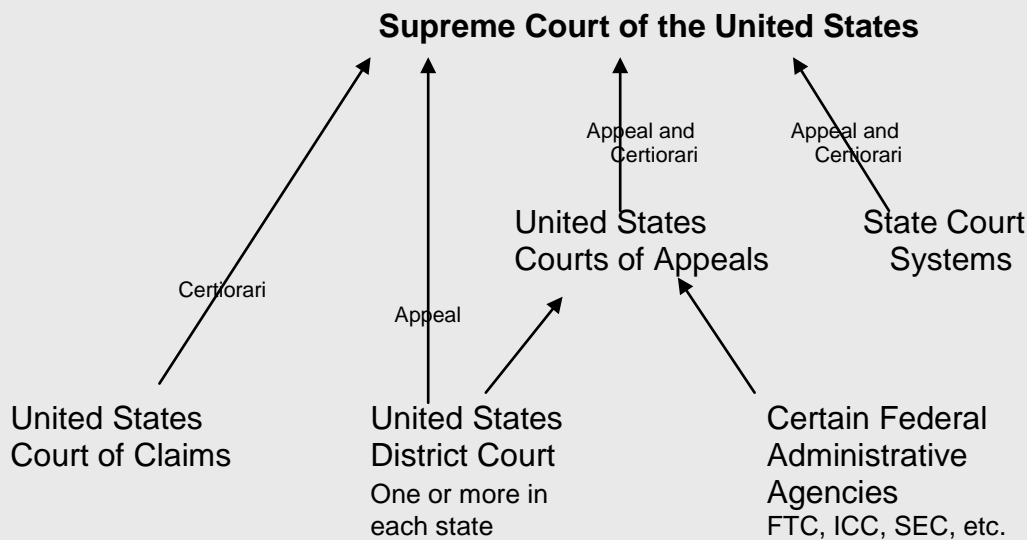 Supreme Court of the United States
Appeal and
Certiorari
Appeal and
Certiorari
United States
Courts of Appeals
State Court
Systems
Certiorari
Appeal
United States
Court of Claims
United States
District Court
One or more in
each state
Certain Federal
Administrative
Agencies
FTC, ICC, SEC, etc.